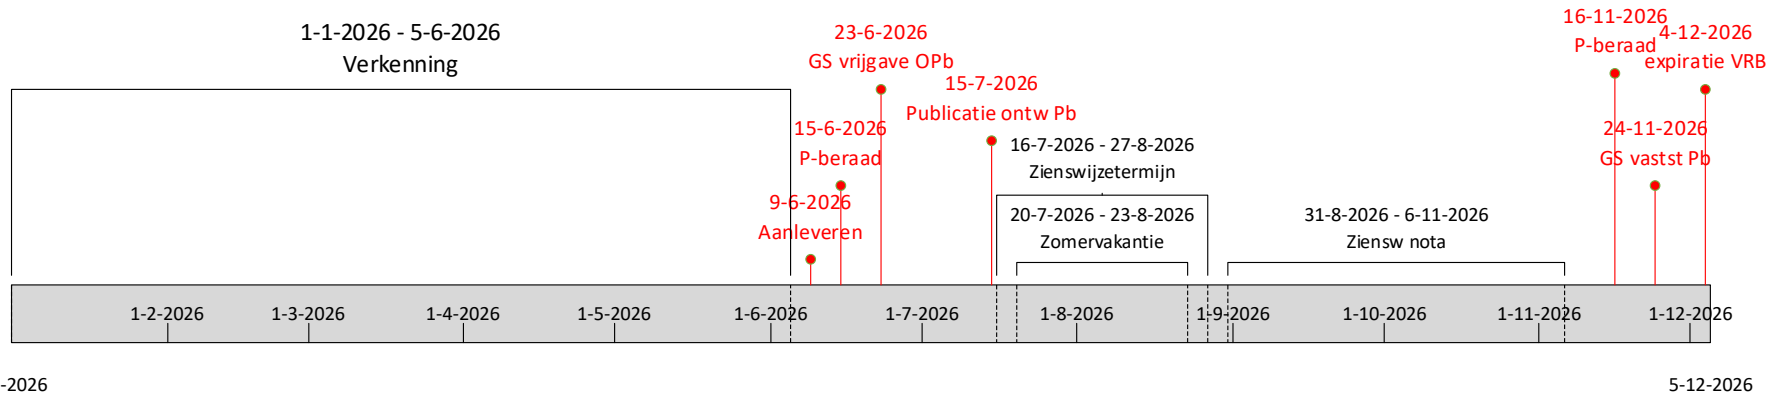 1-1-2026 - 5-6-2026
Verkenning
9-6-2026
Aanleveren
15-6-2026
P-beraad
23-6-2026
GS vrijgave OPb
15-7-2026
Publicatie ontw Pb
16-7-2026 - 27-8-2026
Zienswijzetermijn
20-7-2026 - 23-8-2026
Zomervakantie
31-8-2026 - 6-11-2026
Ziensw nota
16-11-2026
P-beraad
24-11-2026
GS vastst Pb
4-12-2026
expiratie VRB
1-2-2026
1-3-2026
1-4-2026
1-5-2026
1-6-2026
1-7-2026
1-8-2026
1-9-2026
1-10-2026
1-11-2026
1-12-2026
-2026
5-12-2026